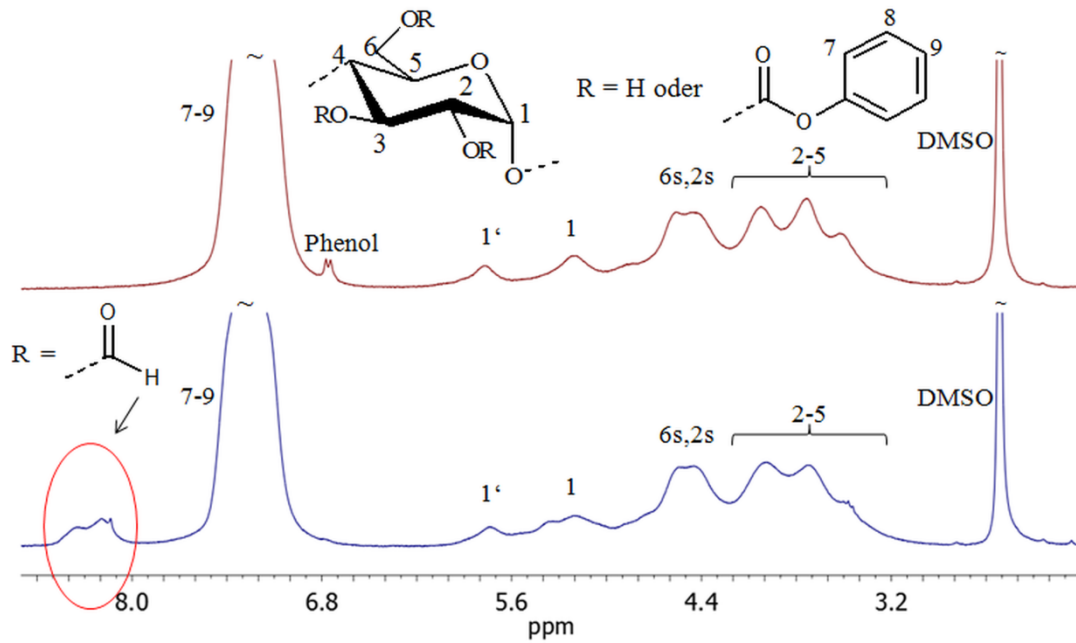 OR
8
6
7
9
4
O
O
~
~
5
2
R = H oder
7-9
RO
1
O
DMSO
3
OR
2-5
O
6s,2s
Phenol
1‘
1
~
~
O
R =
H
7-9
DMSO
2-5
6s,2s
1‘
1
8.0
6.8
5.6
4.4
3.2
ppm